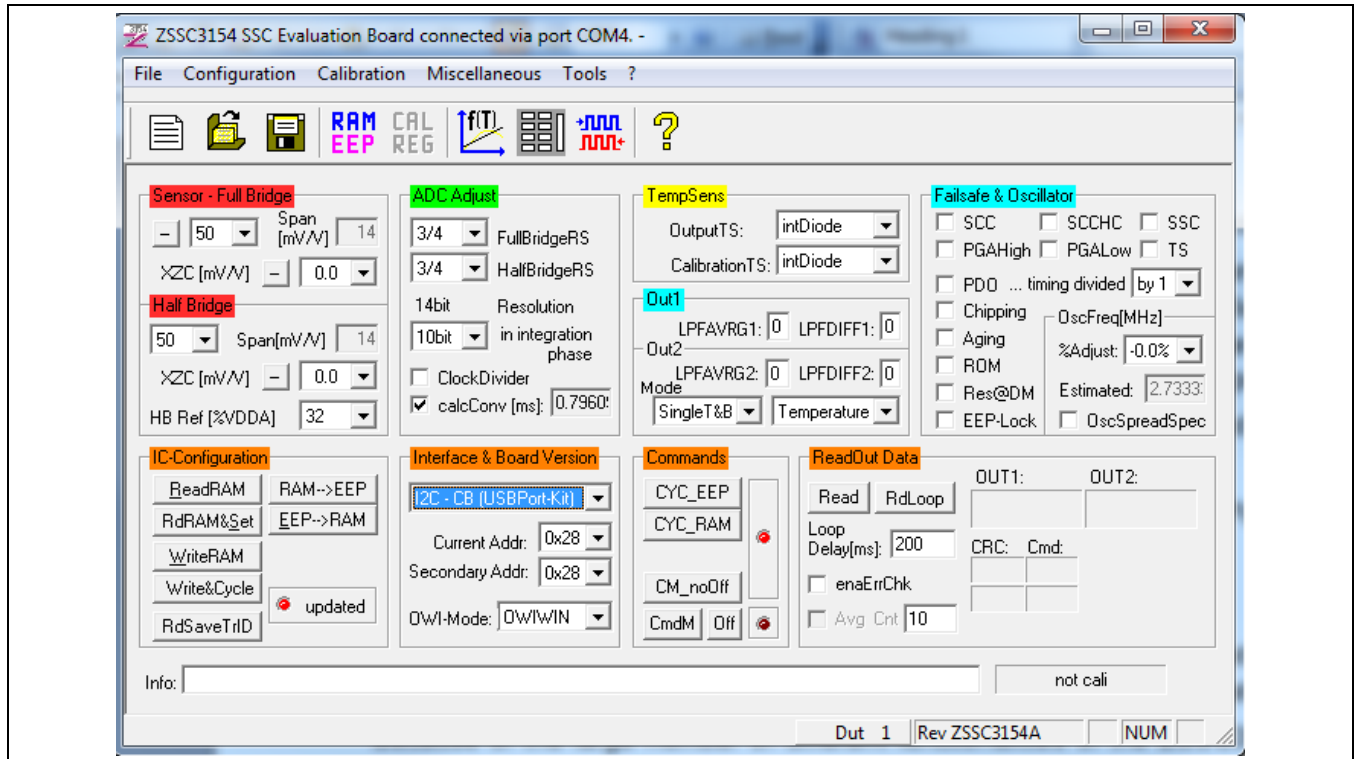 ZSSC3154 SSC Evaluation Board connected via port COM4. -
File Configuration Calibration Miscellaneous Tools ?
RAM EEP
CAL REG
f(T)
Sensor - Full Bridge
- 50 Span [mV/V] 14
XZC [mV/V] - 0.0
Half Bridge
50 Span[mV/V] 14
XZC [mV/V] - 0.0
HB Ref [%VDDA] 32
ADC Adjust
3/4 FullBridgeRS
3/4 HalfBridgeRS
14bit Resolution
10bit in integration phase
ClockDivider
calcConv [ms]: 0.7960
TempSens
OutputTS: intDiode
CalibrationTS: intDiode
Out1
LPFAVRG1: 0 LPFDIFF1: 0
Out2
LPFAVRG2: 0 LPFDIFF2: 0
Mode
SingleT&B Temperature
Failsafe & Oscillator
SCC SCCHC SSC
PGAHigh PGALow TS
PDO ... timing divided by 1
Chipping
Aging
ROM
Res@DM
EEP-Lock
OscFreq[MHz]
%Adjust: -0.0%
Estimated: 2.7333
OscSpreadSpec
IC-Configuration
ReadRAM RAM-->EEP
RdRAM&Set EEP-->RAM
WriteRAM
Write&Cycle
updated
RdSaveTrID
Interface & Board Version
I2C - CB (USBPort-Kit)
Current Addr: 0x28
Secondary Addr: 0x28
OWI-Mode: OWIWIN
Commands
CYC_EEP
CYC_RAM
CM_noOff
CmdM Off
ReadOut Data
Read RdLoop
Loop
Delay[ms]: 200
enaErrChk
Avg Cnt 10
OUT1: OUT2:
CRC: Cmd:
Info:
not cali
Dut 1 Rev ZSSC3154A NUM